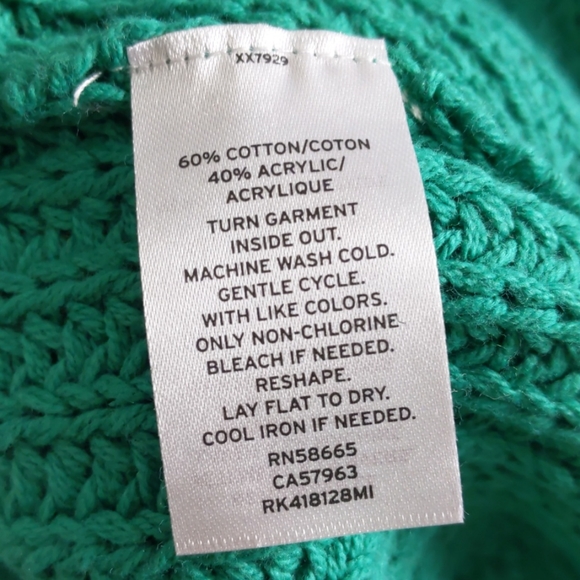 XX7929
60% COTTON/COTON
40% ACRYLIC/
ACRYLIQUE
TURN GARMENT
INSIDE OUT.
MACHINE WASH COLD.
GENTLE CYCLE.
WITH LIKE COLORS.
ONLY NON-CHLORINE
BLEACH IF NEEDED.
RESHAPE.
LAY FLAT TO DRY.
COOL IRON IF NEEDED.
RN58665
CA57963
RK418128MI